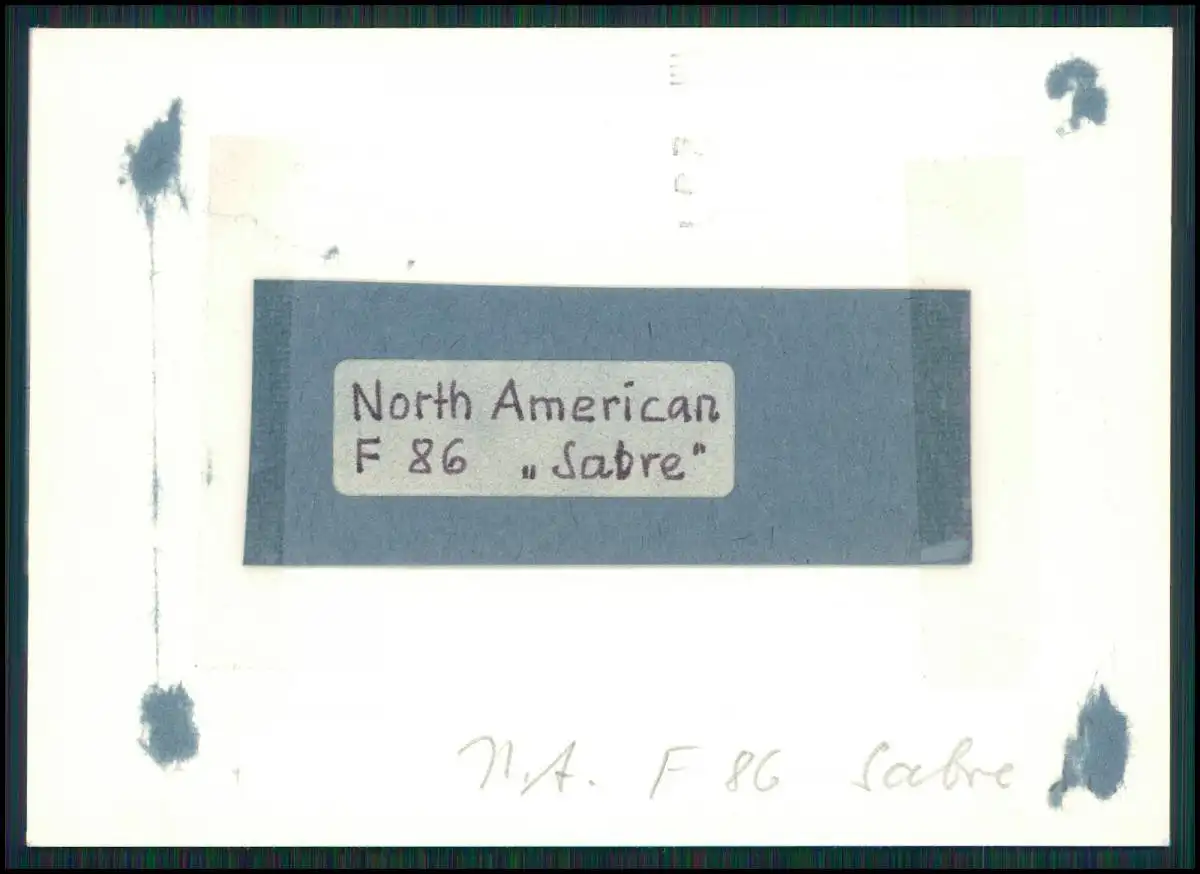 North American
F 86 „Sabre“
N.A. F 86 Sabre